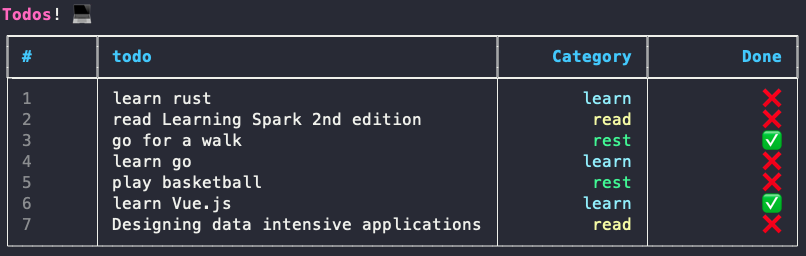 Todos! 💻
# todo Category Done
1 learn rust learn ❌
2 read Learning Spark 2nd edition read ❌
3 go for a walk rest ✅
4 learn go learn ❌
5 play basketball rest ❌
6 learn Vue.js learn ✅
7 Designing data intensive applications read ❌